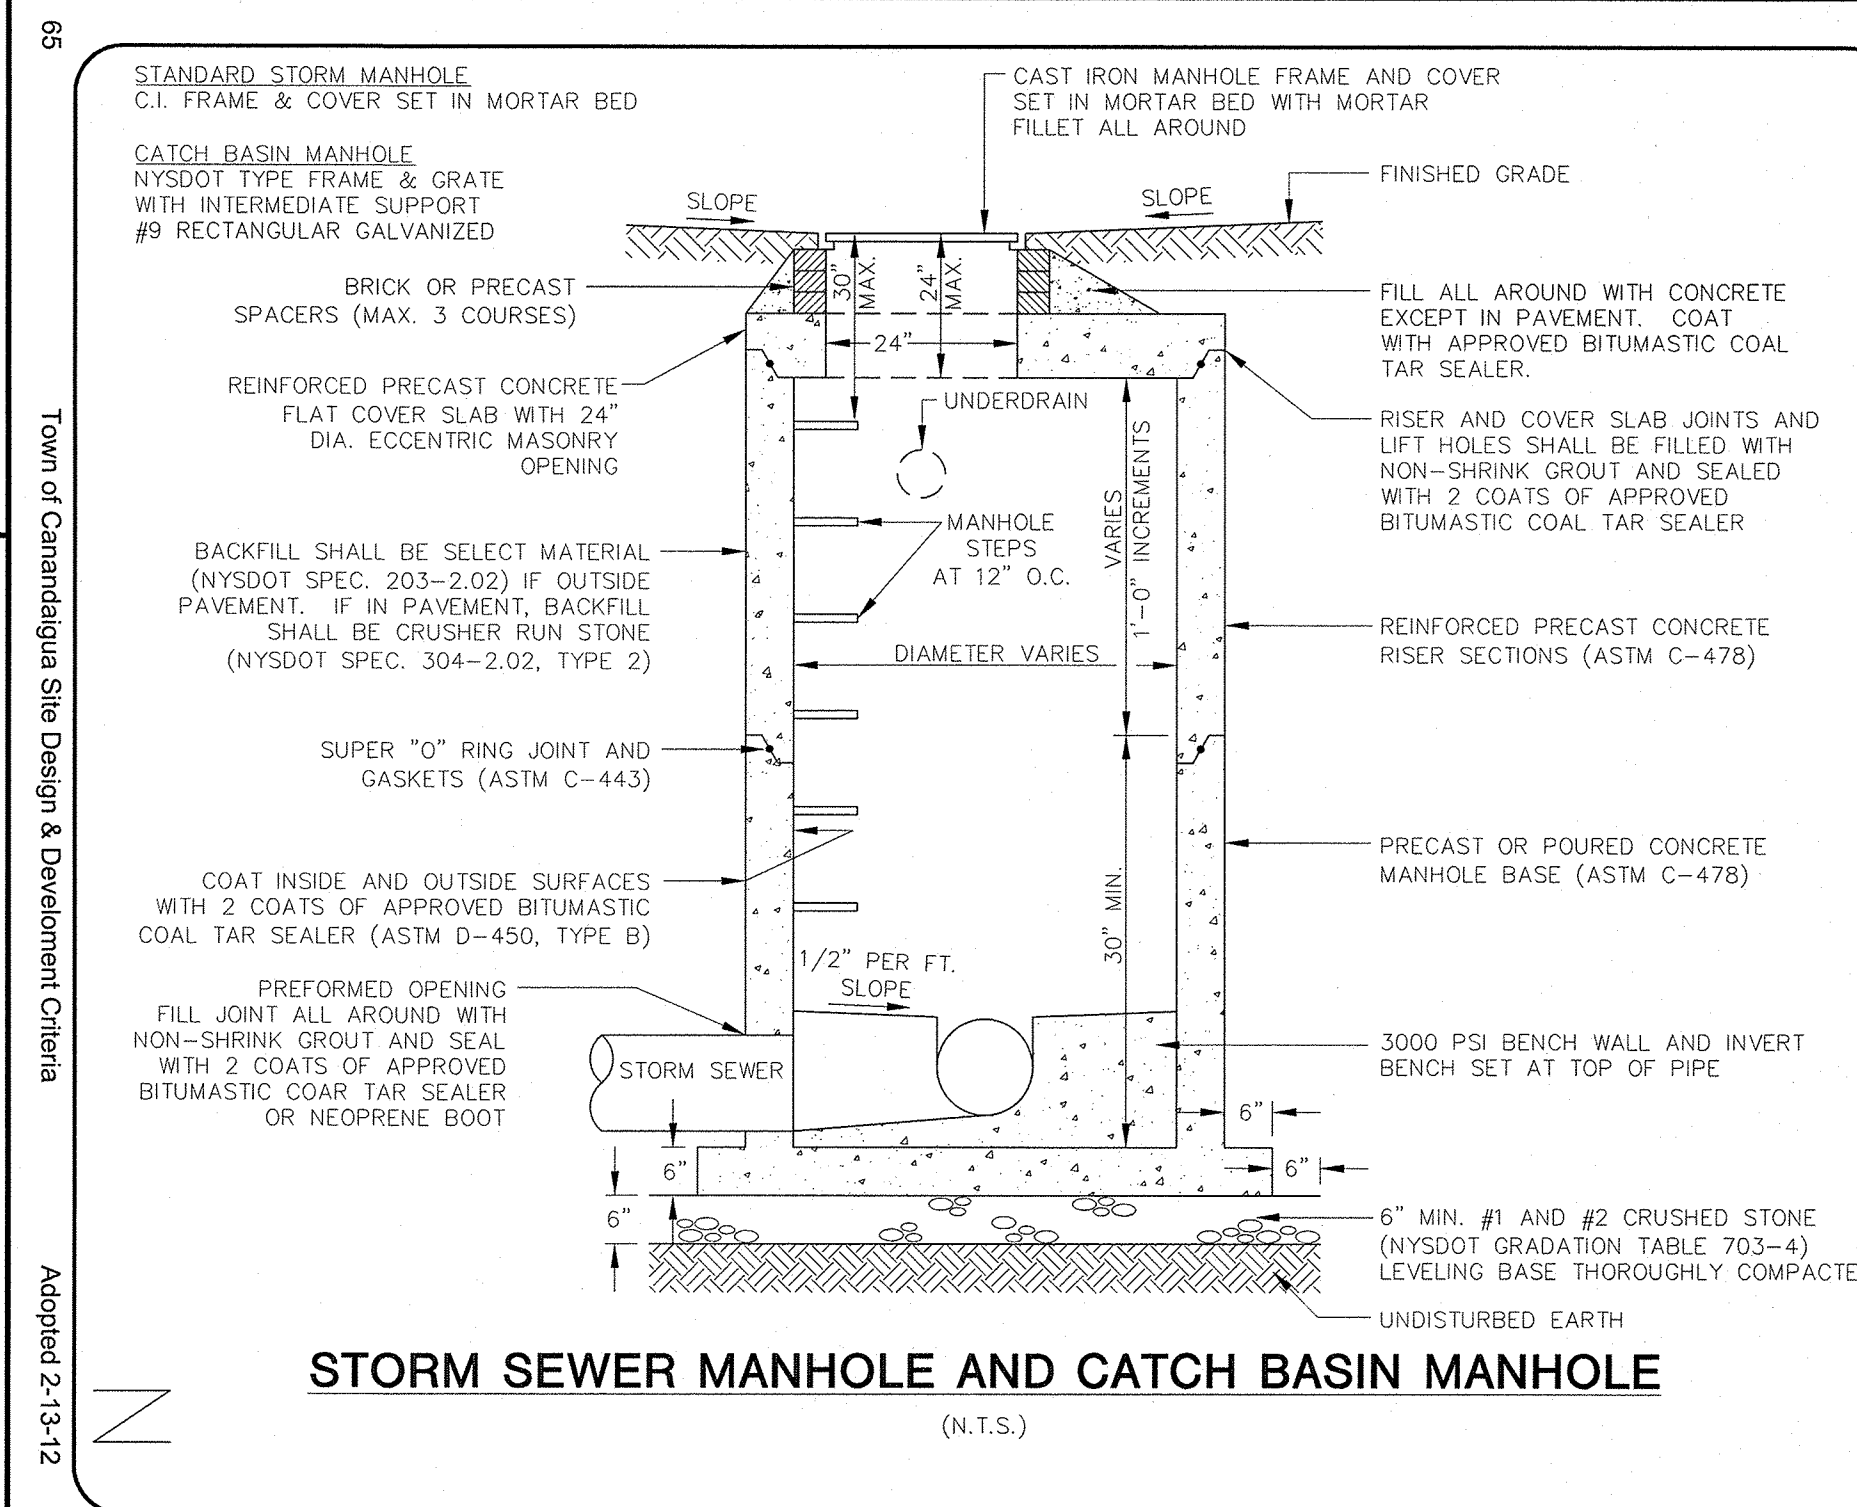 65
Town of Canandaigua Site Design & Develoment Criteria
Adopted 2-13-12
STANDARD STORM MANHOLE
C.I. FRAME & COVER SET IN MORTAR BED
CATCH BASIN MANHOLE
NYSDOT TYPE FRAME & GRATE
WITH INTERMEDIATE SUPPORT
#9 RECTANGULAR GALVANIZED
CAST IRON MANHOLE FRAME AND COVER
SET IN MORTAR BED WITH MORTAR
FILLET ALL AROUND
FINISHED GRADE
SLOPE
SLOPE
BRICK OR PRECAST
SPACERS (MAX. 3 COURSES)
30"
MAX.
24"
MAX.
24"
FILL ALL AROUND WITH CONCRETE
EXCEPT IN PAVEMENT. COAT
WITH APPROVED BITUMASTIC COAL
TAR SEALER.
REINFORCED PRECAST CONCRETE
FLAT COVER SLAB WITH 24"
DIA. ECCENTRIC MASONRY
OPENING
UNDERDRAIN
RISER AND COVER SLAB JOINTS AND
LIFT HOLES SHALL BE FILLED WITH
NON-SHRINK GROUT AND SEALED
WITH 2 COATS OF APPROVED
BITUMASTIC COAL TAR SEALER
VARIES
1'-0" INCREMENTS
MANHOLE
STEPS
AT 12" O.C.
BACKFILL SHALL BE SELECT MATERIAL
(NYSDOT SPEC. 203-2.02) IF OUTSIDE
PAVEMENT. IF IN PAVEMENT, BACKFILL
SHALL BE CRUSHER RUN STONE
(NYSDOT SPEC. 304-2.02, TYPE 2)
DIAMETER VARIES
REINFORCED PRECAST CONCRETE
RISER SECTIONS (ASTM C-478)
SUPER "O" RING JOINT AND
GASKETS (ASTM C-443)
PRECAST OR POURED CONCRETE
MANHOLE BASE (ASTM C-478)
COAT INSIDE AND OUTSIDE SURFACES
WITH 2 COATS OF APPROVED BITUMASTIC
COAL TAR SEALER (ASTM D-450, TYPE B)
30" MIN.
1/2" PER FT.
SLOPE
PREFORMED OPENING
FILL JOINT ALL AROUND WITH
NON-SHRINK GROUT AND SEAL
WITH 2 COATS OF APPROVED
BITUMASTIC COAR TAR SEALER
OR NEOPRENE BOOT
STORM SEWER
3000 PSI BENCH WALL AND INVERT
BENCH SET AT TOP OF PIPE
6"
6"
6"
6"
6" MIN. #1 AND #2 CRUSHED STONE
(NYSDOT GRADATION TABLE 703-4)
LEVELING BASE THOROUGHLY COMPACTE
UNDISTURBED EARTH
STORM SEWER MANHOLE AND CATCH BASIN MANHOLE
(N.T.S.)